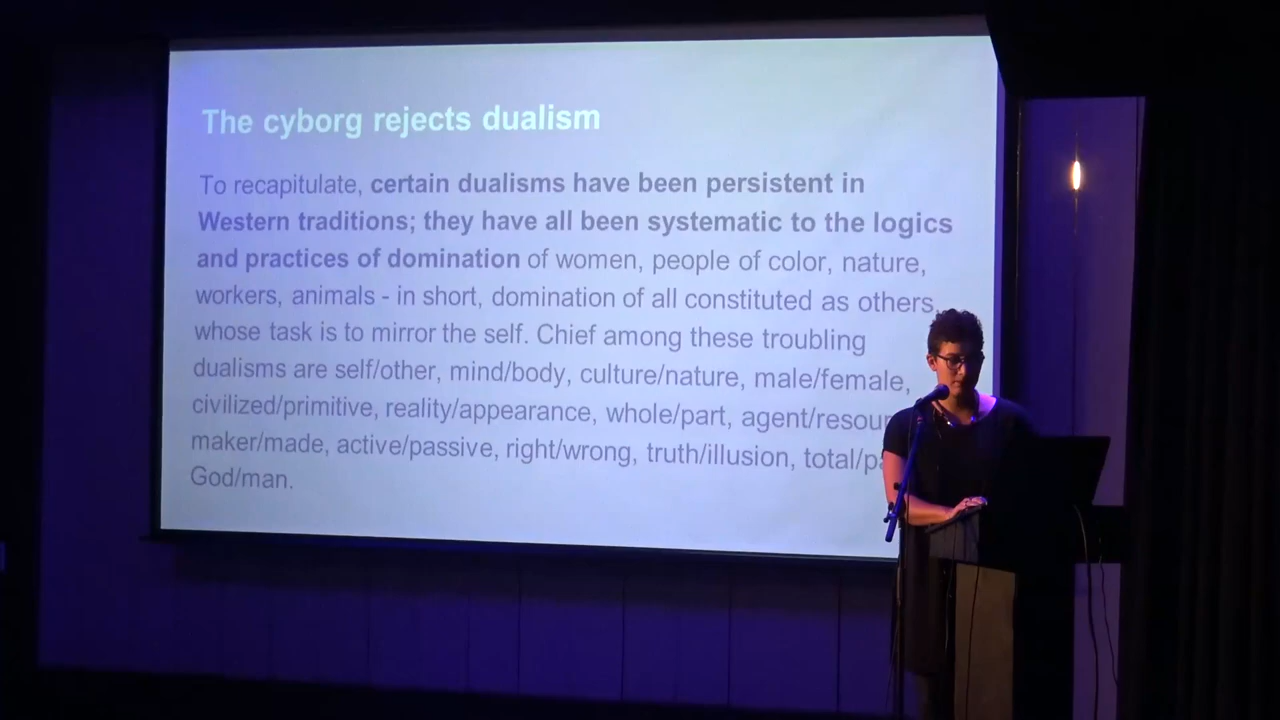 The cyborg rejects dualism
To recapitulate, certain dualisms have been persistent in
Western traditions; they have all been systematic to the logics
and practices of domination of women, people of color, nature,
workers, animals - in short, domination of all constituted as others,
whose task is to mirror the self. Chief among these troubling
dualisms are self/other, mind/body, culture/nature, male/female,
civilized/primitive, reality/appearance, whole/part,
maker/made, active/passive, right/wrong, truth/illusion,
God/man.